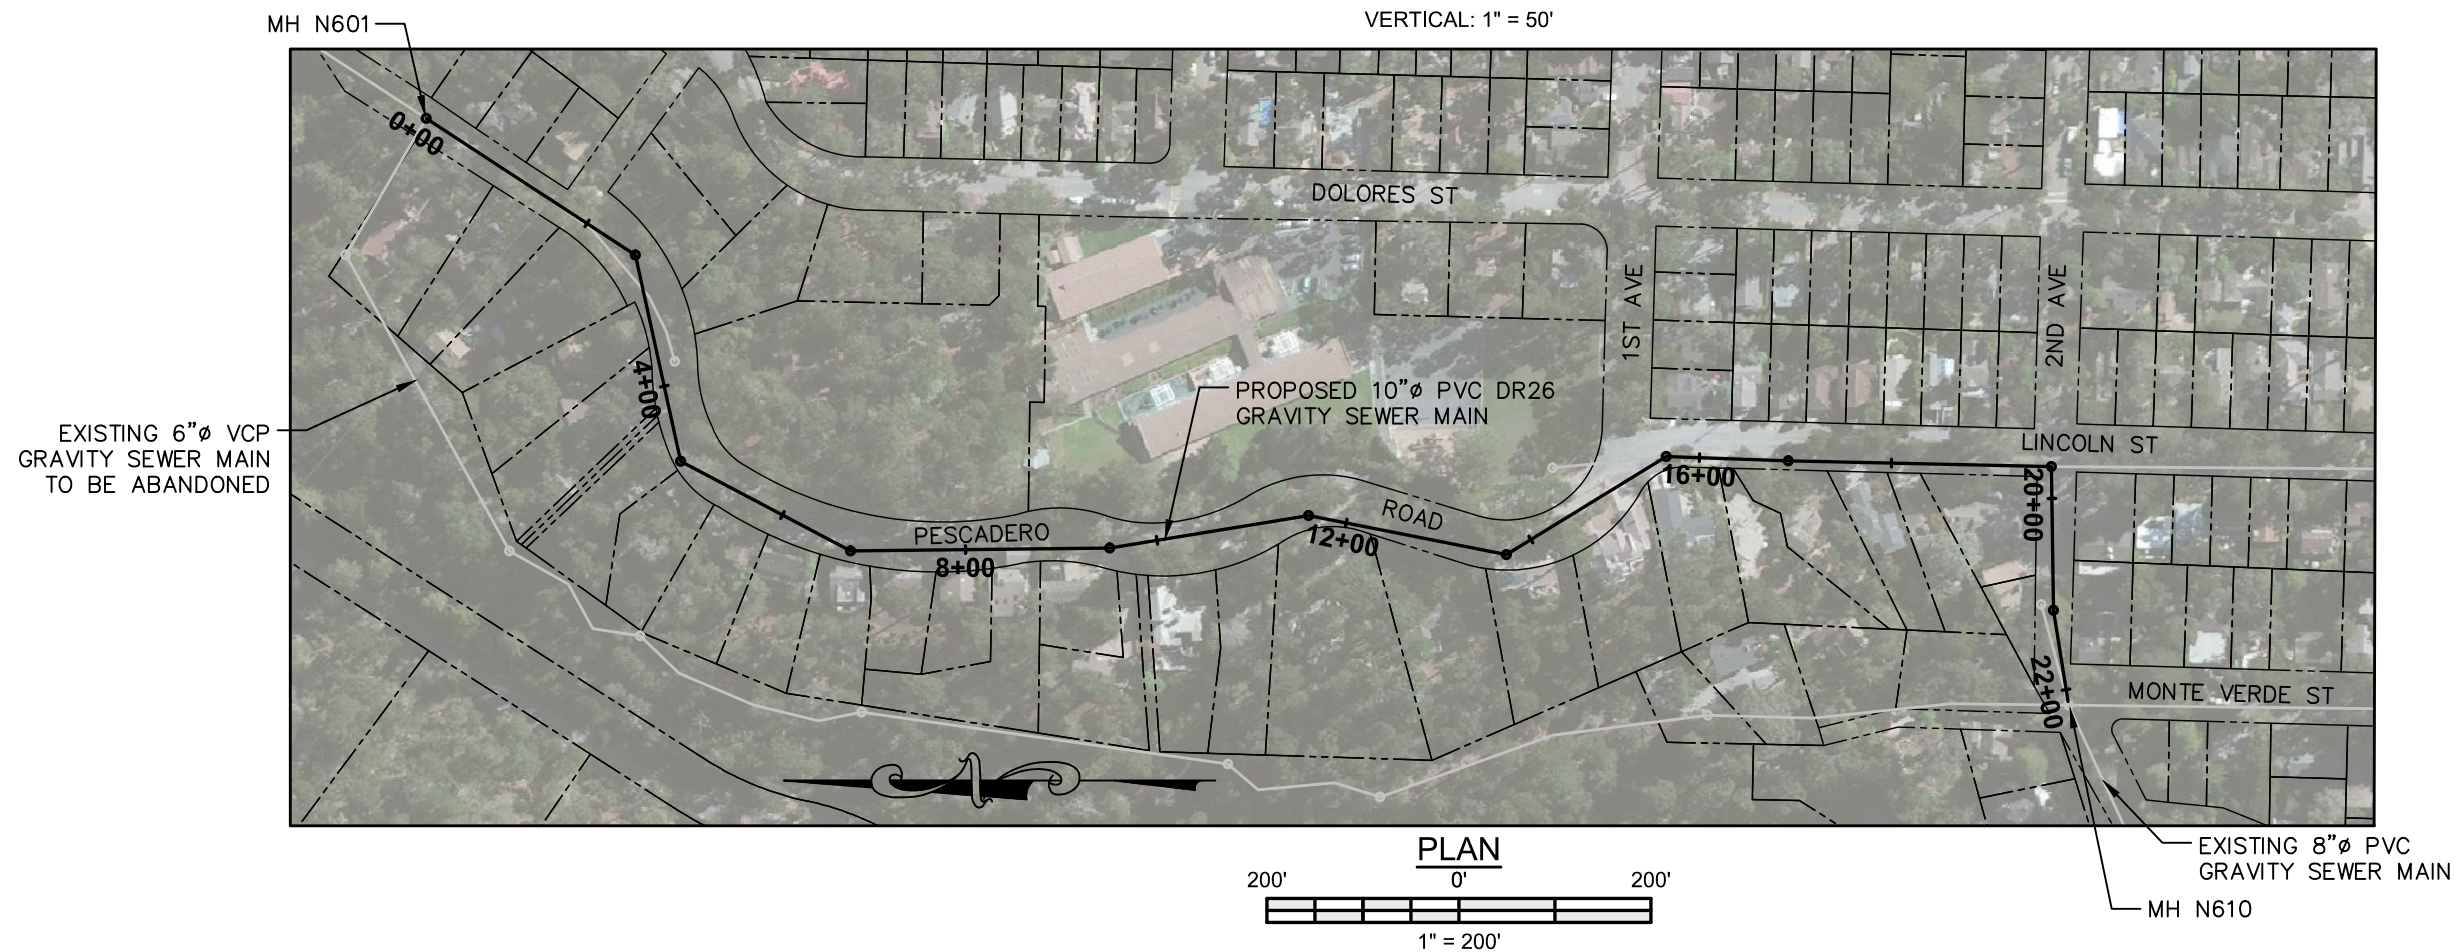 MH N601
VERTICAL: 1" = 50'
0+00
DOLORES ST
1ST AVE
2ND AVE
4+00
PROPOSED 10"ø PVC DR26
GRAVITY SEWER MAIN
EXISTING 6"ø VCP
GRAVITY SEWER MAIN
TO BE ABANDONED
LINCOLN ST
16+00
20+00
PESCADERO
ROAD
8+00
12+00
22+00
MONTE VERDE ST
N
PLAN
200' 0' 200'
1" = 200'
EXISTING 8"ø PVC
GRAVITY SEWER MAIN
MH N610